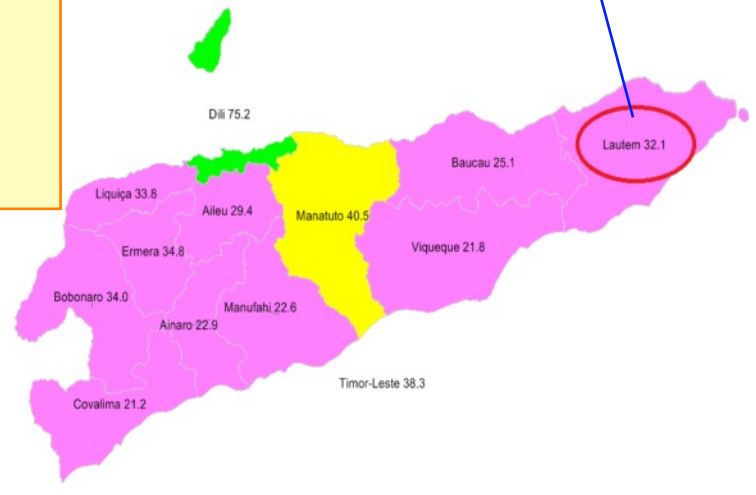 Dili 75.2
Lautem 32.1
Baucau 25.1
Liquiça 33.8
Aileu 29.4
Manatuto 40.5
Ermera 34.8
Viqueque 21.8
Bobonaro 34.0
Manufahi 22.6
Ainaro 22.9
Timor-Leste 38.3
Covalima 21.2